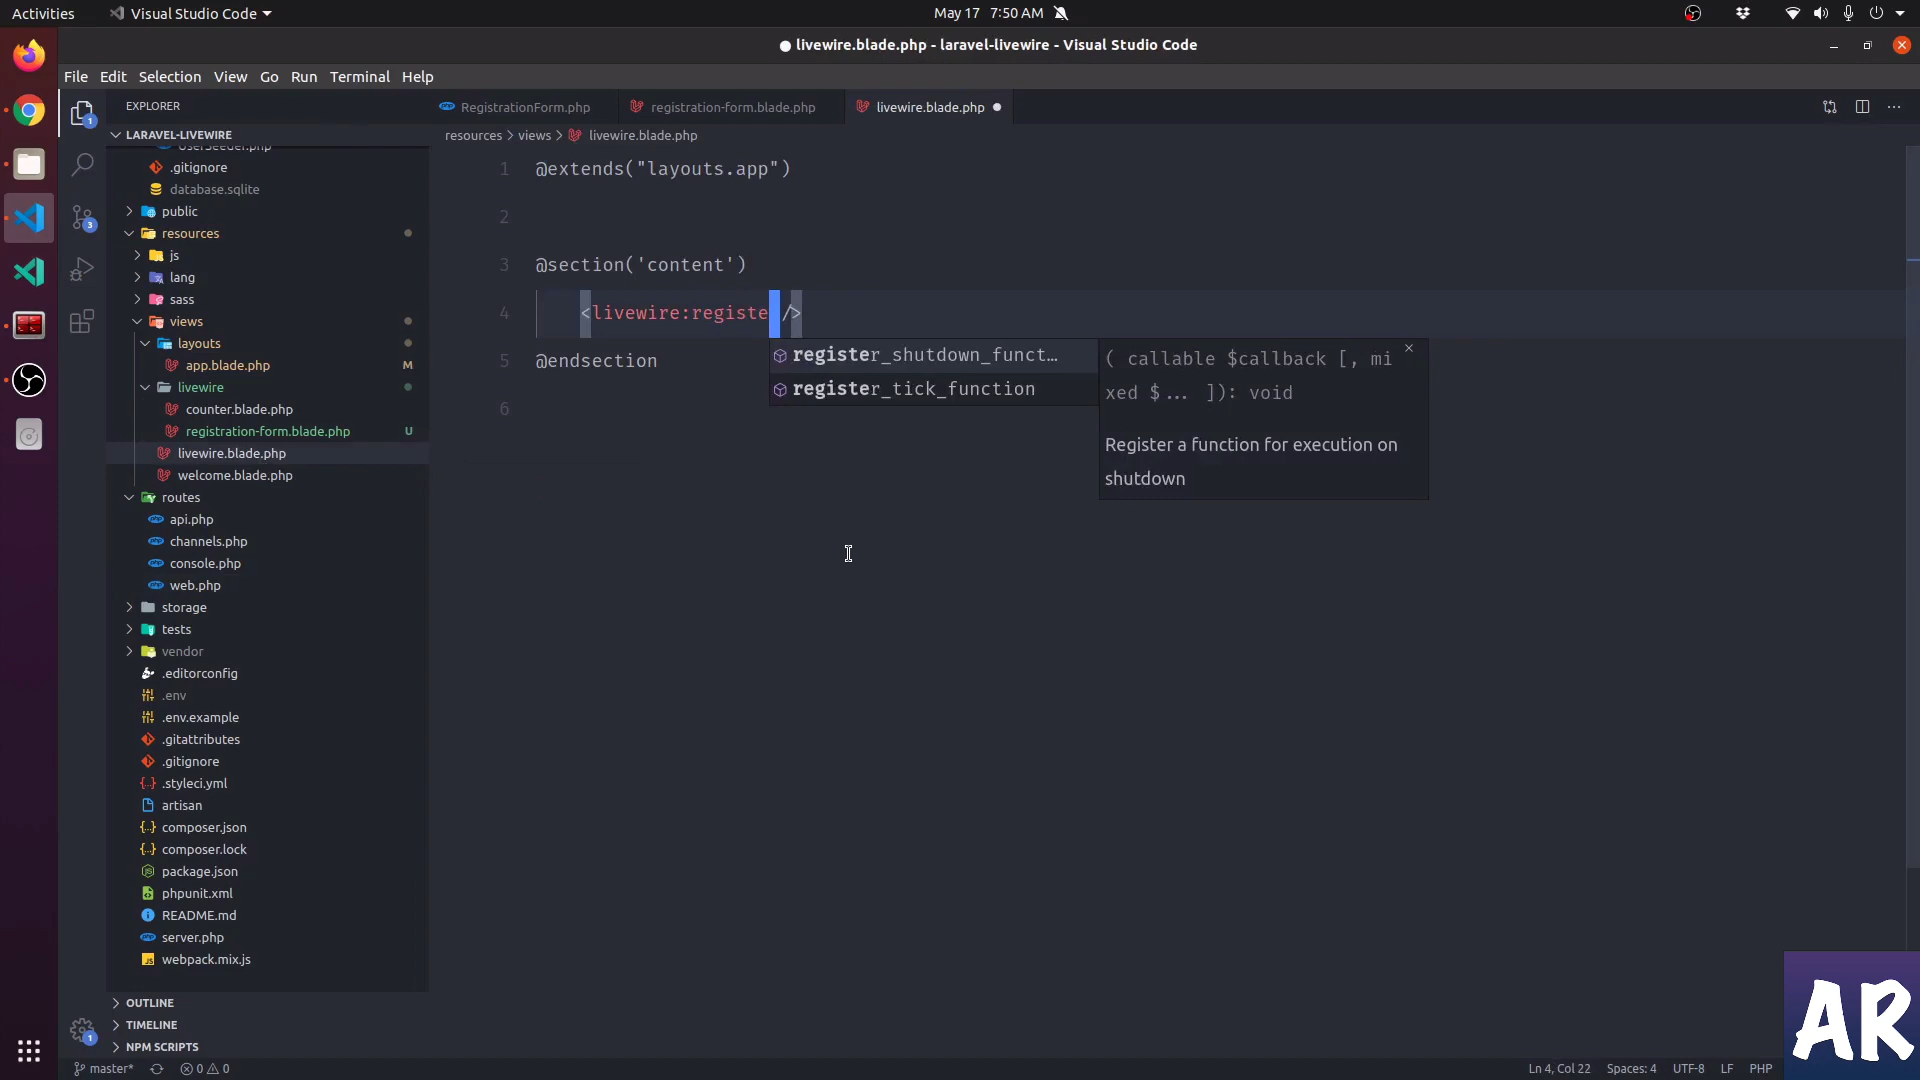 Activities
Visual Studio Code
May 17 7:50 AM
livewire.blade.php - laravel-livewire - Visual Studio Code
File Edit Selection View Go Run Terminal Help
EXPLORER
RegistrationForm.php
registration-form.blade.php
livewire.blade.php
LARAVEL-LIVEWIRE
resources > views > livewire.blade.php
UserSeeder.php
.gitignore
database.sqlite
public
resources
js
lang
sass
views
layouts
app.blade.php M
livewire
counter.blade.php
registration-form.blade.php U
livewire.blade.php
welcome.blade.php
routes
api.php
channels.php
console.php
web.php
storage
tests
vendor
.editorconfig
.env
.env.example
.gitattributes
.gitignore
.styleci.yml
artisan
composer.json
composer.lock
package.json
phpunit.xml
README.md
server.php
webpack.mix.js
OUTLINE
TIMELINE
NPM SCRIPTS
1
3
1
1 @extends("layouts.app")
2
3 @section('content')
4 <livewire:registe />
5 @endsection
6
register_shutdown_funct…
register_tick_function
( callable $callback [, mi
xed $... ]): void
Register a function for execution on
shutdown
master* 0 0
Ln 4, Col 22 Spaces: 4 UTF-8 LF PHP
AR